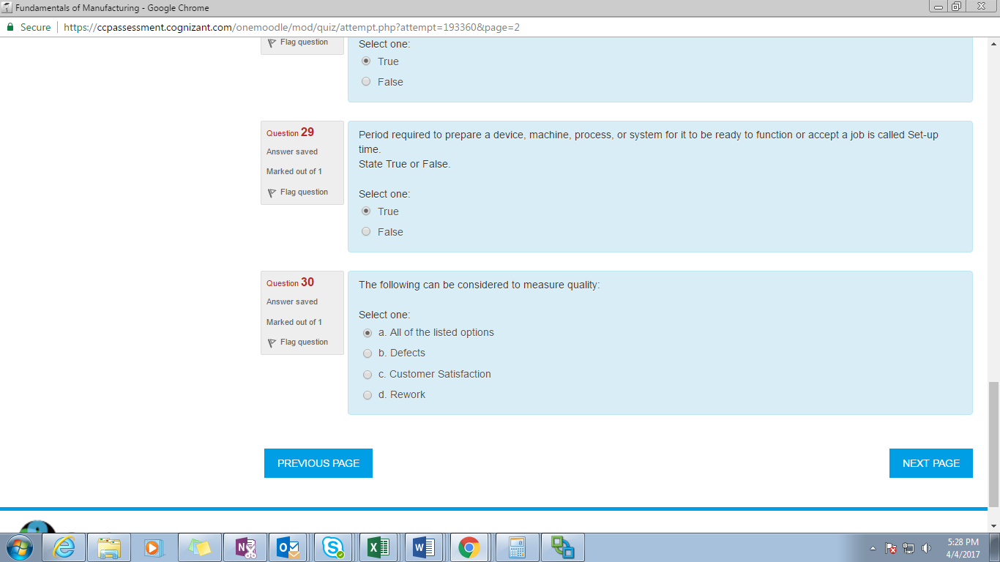 Fundamentals of Manufacturing - Google Chrome
Secure
https://ccpassessment.cognizant.com/onemoodle/mod/quiz/attempt.php?attempt=193360&page=2
Flag question
Select one:
True
False
Question 29
Answer saved
Marked out of 1
Flag question
Period required to prepare a device, machine, process, or system for it to be ready to function or accept a job is called Set-up
time.
State True or False.
Select one:
True
False
Question 30
Answer saved
Marked out of 1
Flag question
The following can be considered to measure quality:
Select one:
a. All of the listed options
b. Defects
c. Customer Satisfaction
d. Rework
PREVIOUS PAGE
NEXT PAGE
5:28 PM
4/4/2017